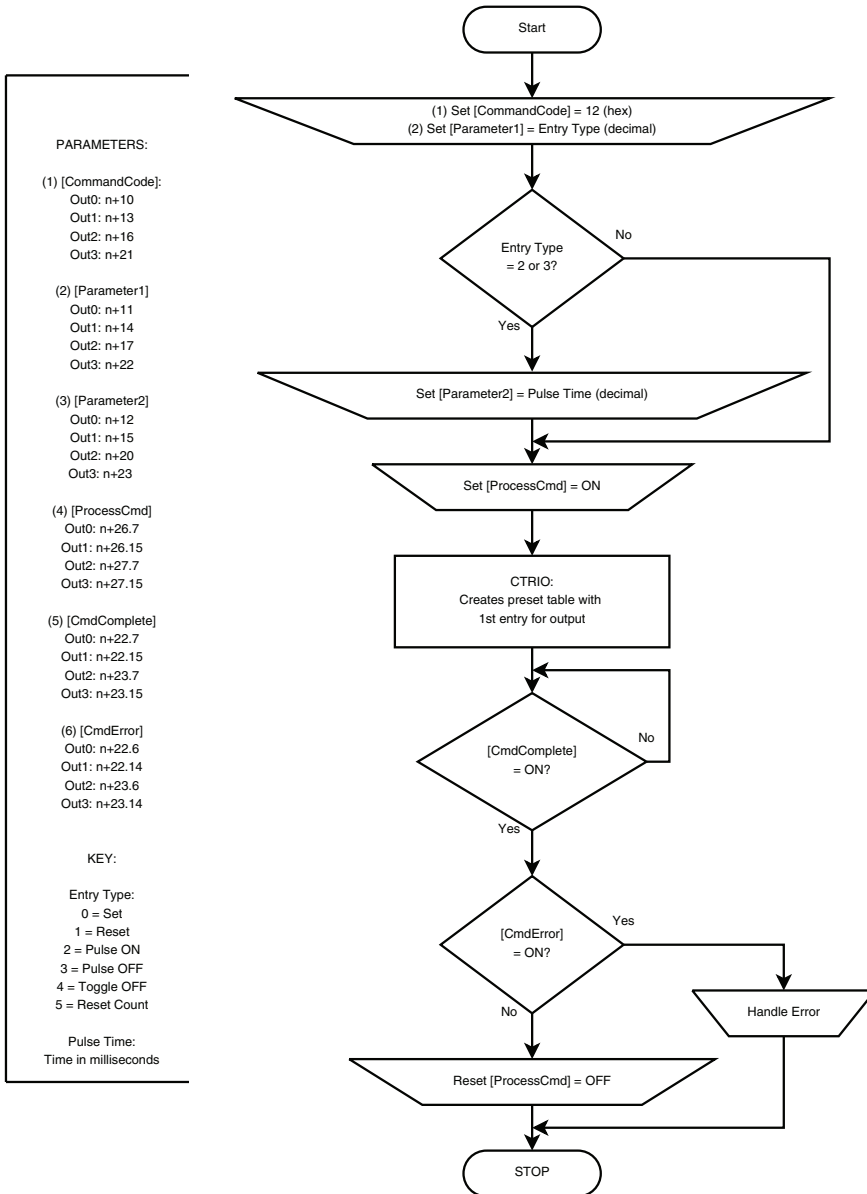 PARAMETERS:
(1) [CommandCode]:
Out0: n+10
Out1: n+13
Out2: n+16
Out3: n+21
(2) [Parameter1]
Out0: n+11
Out1: n+14
Out2: n+17
Out3: n+22
(3) [Parameter2]
Out0: n+12
Out1: n+15
Out2: n+20
Out3: n+23
(4) [ProcessCmd]
Out0: n+26.7
Out1: n+26.15
Out2: n+27.7
Out3: n+27.15
(5) [CmdComplete]
Out0: n+22.7
Out1: n+22.15
Out2: n+23.7
Out3: n+23.15
(6) [CmdError]
Out0: n+22.6
Out1: n+22.14
Out2: n+23.6
Out3: n+23.14
KEY:
Entry Type:
0 = Set
1 = Reset
2 = Pulse ON
3 = Pulse OFF
4 = Toggle OFF
5 = Reset Count
Pulse Time:
Time in milliseconds
Start
(1) Set [CommandCode] = 12 (hex)
(2) Set [Parameter1] = Entry Type (decimal)
Entry Type
= 2 or 3?
No
Yes
Set [Parameter2] = Pulse Time (decimal)
Set [ProcessCmd] = ON
CTRIO:
Creates preset table with
1st entry for output
[CmdComplete]
= ON?
No
Yes
[CmdError]
= ON?
Yes
No
Handle Error
Reset [ProcessCmd] = OFF
STOP